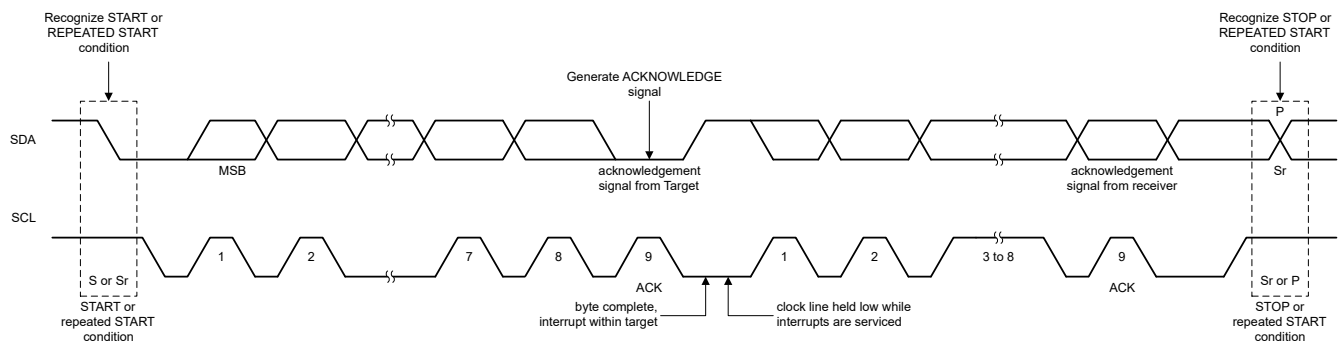 Recognize START or
REPEATED START
condition
Recognize STOP or
REPEATED START
condition
Generate ACKNOWLEDGE
signal
P
SDA
MSB
acknowledgement
signal from Target
acknowledgement
signal from receiver
Sr
SCL
1
2
7
8
9
1
2
3 to 8
9
S or Sr
ACK
ACK
Sr or P
START or
repeated START
condition
byte complete,
interrupt within target
clock line held low while
interrupts are serviced
STOP or
repeated START
condition